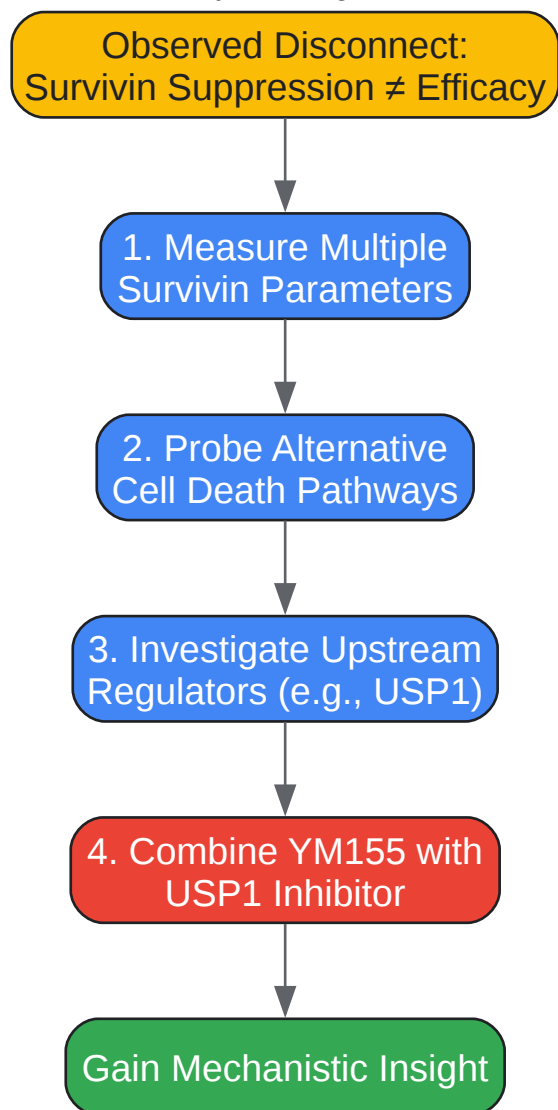 Observed Disconnect:
Survivin Suppression ≠ Efficacy
1. Measure Multiple
Survivin Parameters
2. Probe Alternative
Cell Death Pathways
3. Investigate Upstream
Regulators (e.g., USP1)
4. Combine YM155 with
USP1 Inhibitor
Gain Mechanistic Insight